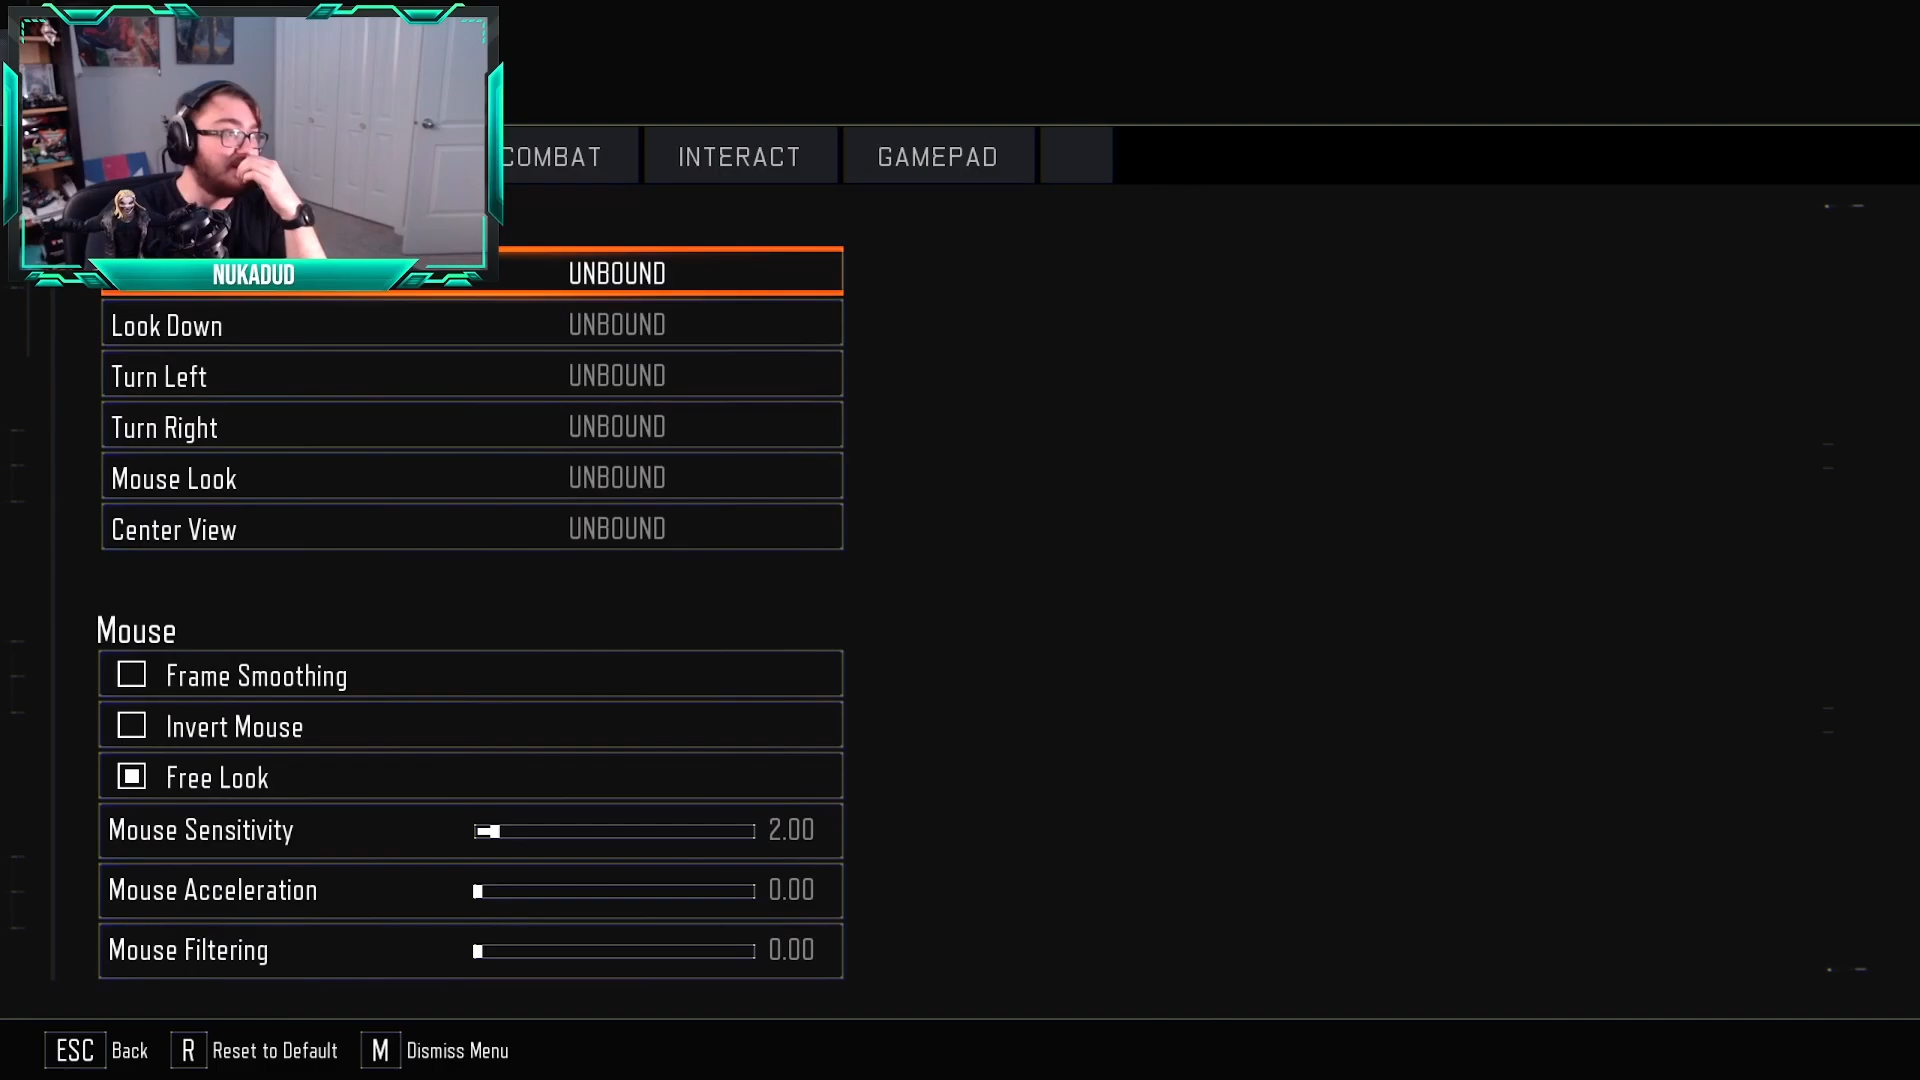 COMBAT INTERACT GAMEPAD
NUKADUD
UNBOUND
Look Down UNBOUND
Turn Left UNBOUND
Turn Right UNBOUND
Mouse Look UNBOUND
Center View UNBOUND
Mouse
Frame Smoothing
Invert Mouse
Free Look
Mouse Sensitivity 2.00
Mouse Acceleration 0.00
Mouse Filtering 0.00
ESC Back R Reset to Default M Dismiss Menu